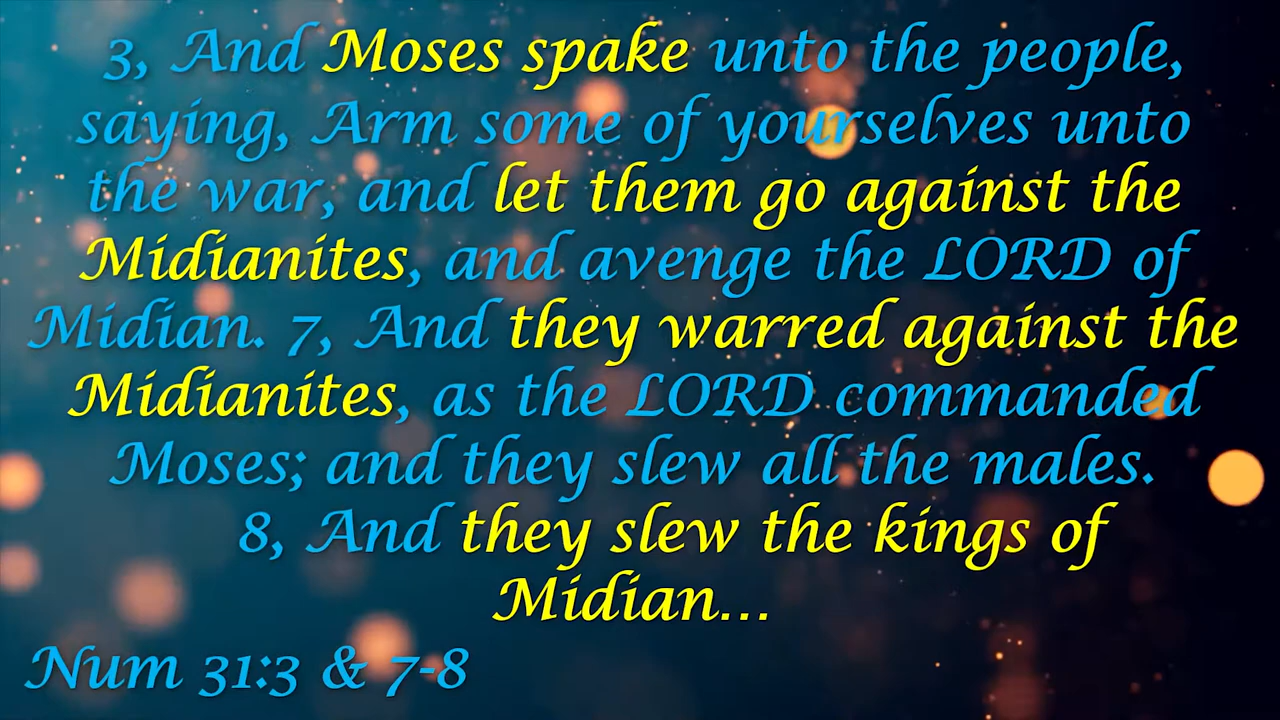 3, And Moses spake unto the people,
saying, Arm some of yourselves unto
the war, and let them go against the
Midianites, and avenge the LORD of
Midian. 7, And they warred against the
Midianites, as the LORD commanded
Moses; and they slew all the males.
8, And they slew the kings of
Midian...
Num 31:3 & 7-8